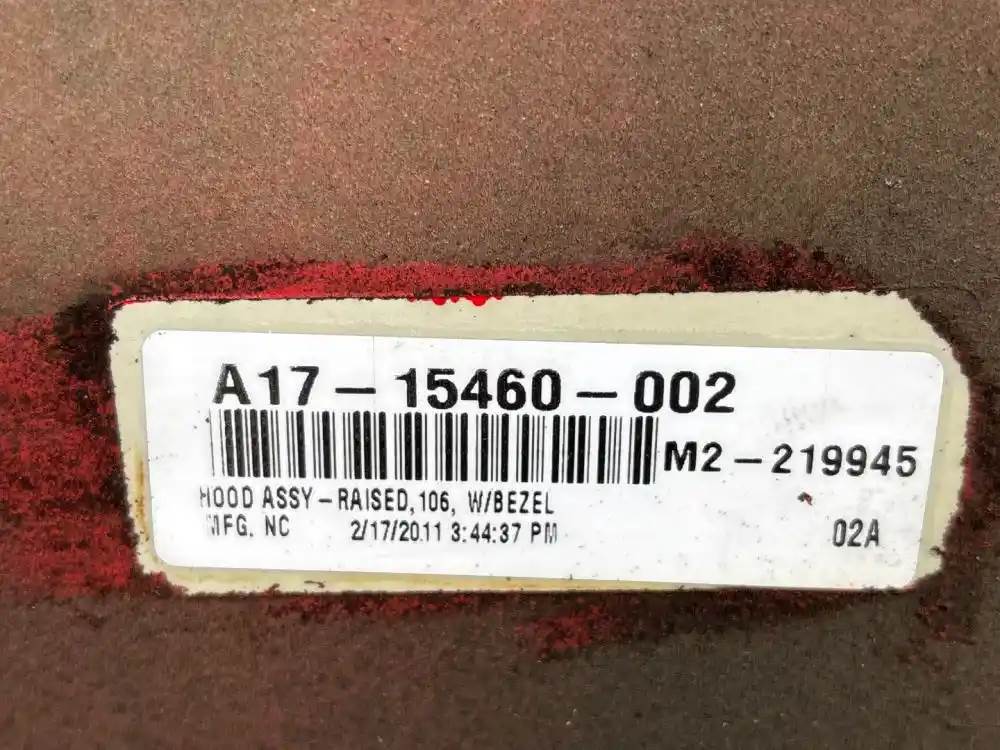 A17-15460-002
M2-219945
HOOD ASSY-RAISED,106, W/BEZEL
MFG. NC 2/17/2011 3:44:37 PM
02A